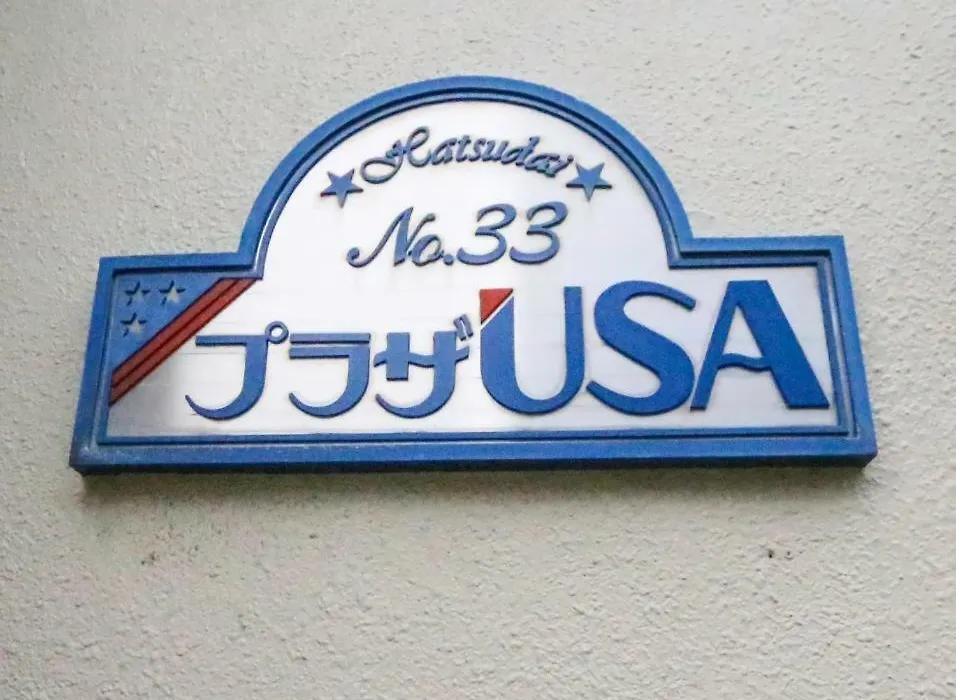 Hatsudai
No.33
プラザUSA